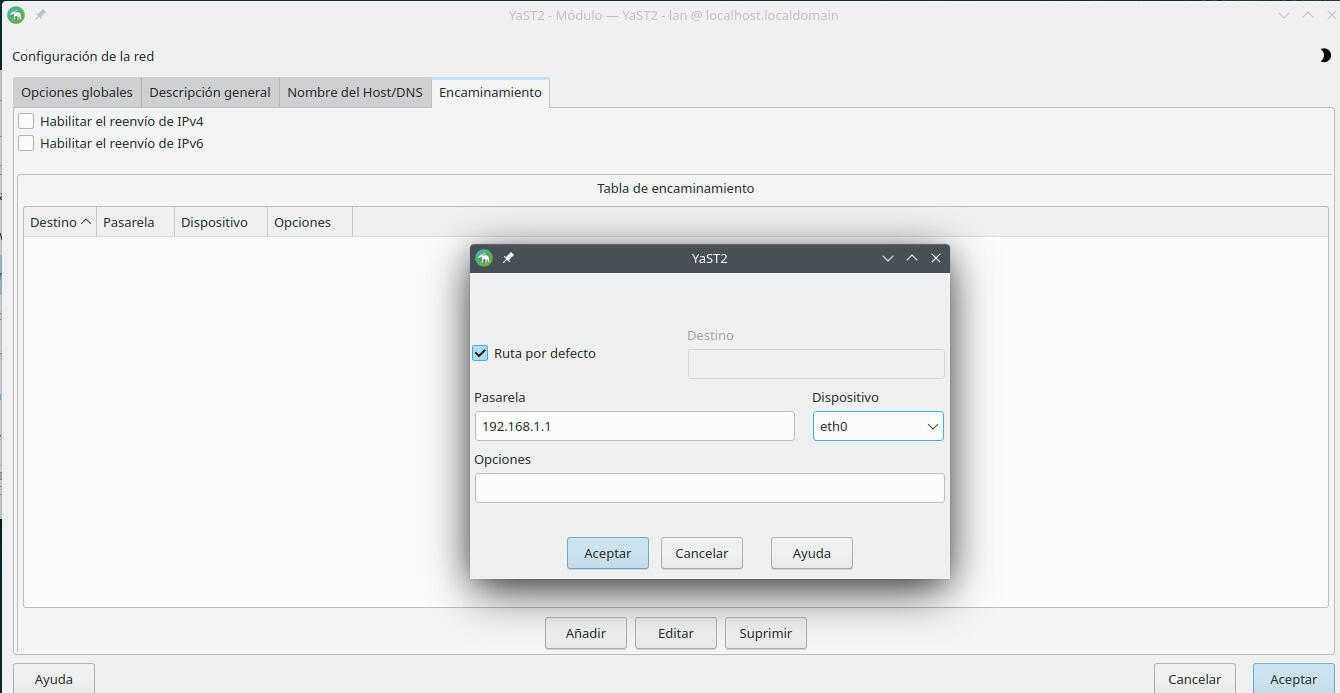 YaST2 - Módulo — YaST2 - lan @ localhost.localdomain
Configuración de la red
Opciones globales Descripción general Nombre del Host/DNS Encaminamiento
Habilitar el reenvío de IPv4
Habilitar el reenvío de IPv6
Tabla de encaminamiento
Destino Pasarela Dispositivo Opciones
YaST2
Destino
Ruta por defecto
Pasarela Dispositivo
192.168.1.1 eth0
Opciones
Aceptar Cancelar Ayuda
Añadir Editar Suprimir
Ayuda Cancelar Aceptar